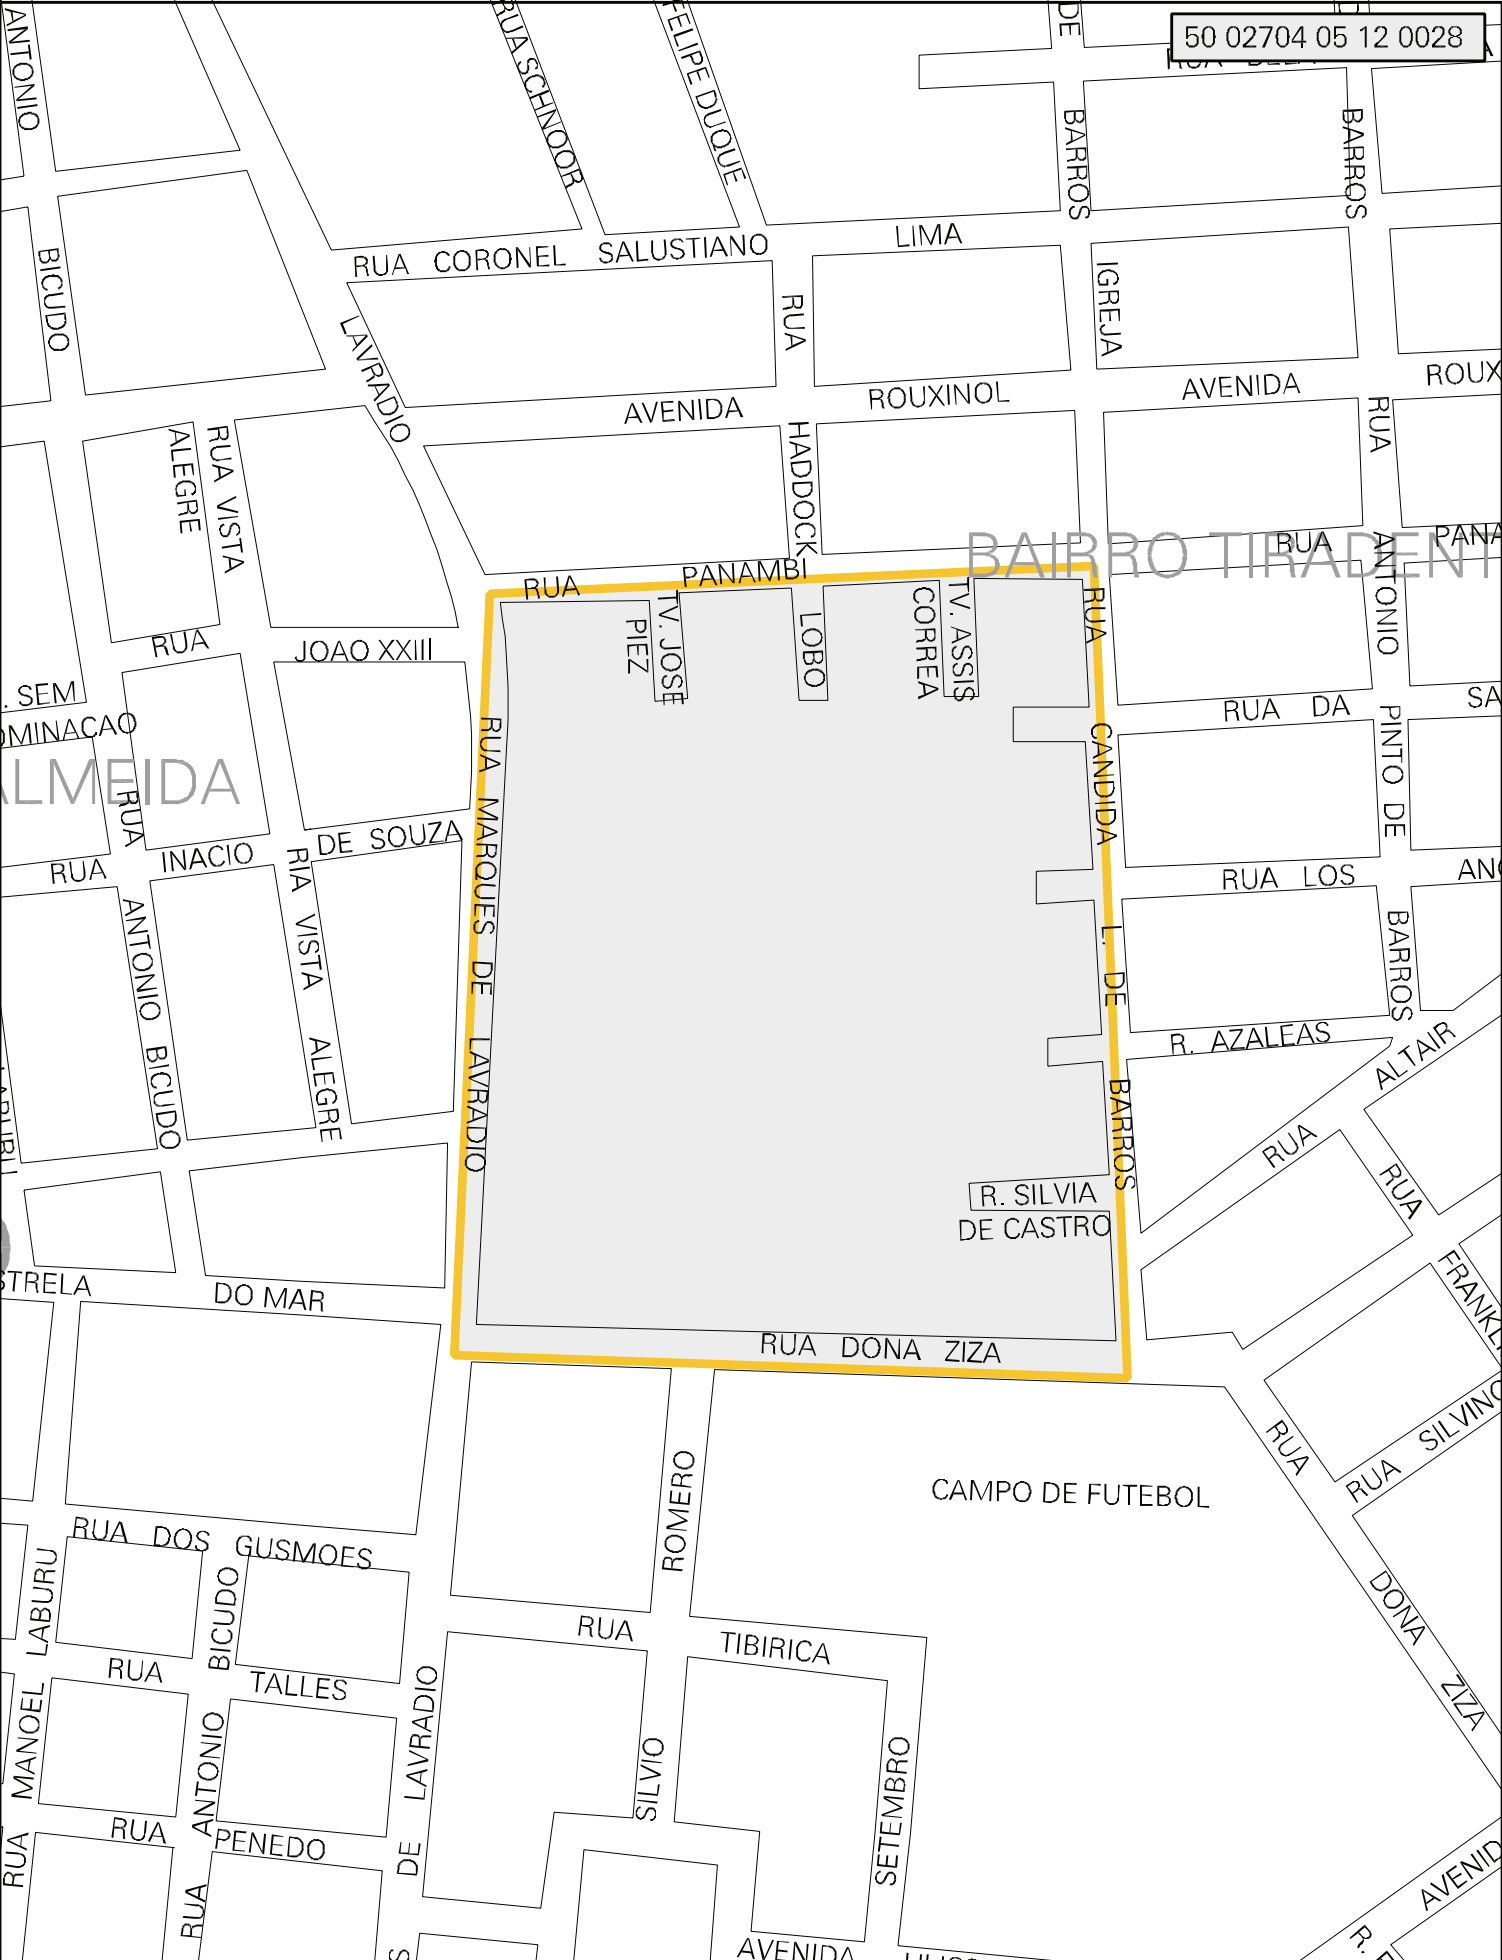 50 02704 05 12 0028
ANTONIO
RUA SCHNOOR
FELIPE DUQUE
DE
BARROS
BARROS
BICUDO
RUA CORONEL SALUSTIANO LIMA
LAVRADIO
RUA
IGREJA
AVENIDA ROUXINOL AVENIDA ROUX
RUA VISTA
ALEGRE
HADDOCK
RUA
BAIRRO TIRADENT
RUA PANAMBI
RUA PANA
ANTONIO
RUA JOAO XXIII
TV. JOSE
PIEZ
LOBO
TV. ASSIS
CORREA
RUA
. SEM
OMINACAO
ALMEIDA
RUA MARQUES DE LAVRADIO
CANDIDA L. DE BARROS
RUA DA SA
PINTO DE
BARROS
RUA
RUA INACIO DE SOUZA
RUA LOS ANG
ANTONIO BICUDO
RIA VISTA ALEGRE
R. AZALEAS
RUA ALTAIR
R. SILVIA
DE CASTRO
RUA
FRANKL
STRELA DO MAR
RUA DONA ZIZA
RUA DONA ZIZA
RUA SILVINO
CAMPO DE FUTEBOL
ROMERO
SILVIO
RUA DOS GUSMOES
RUA MANOEL LABURU
RUA ANTONIO BICUDO
RUA TALLES
RUA TIBIRICA
DE LAVRADIO
SETEMBRO
RUA PENEDO
AVENIDA
AVENID
R.